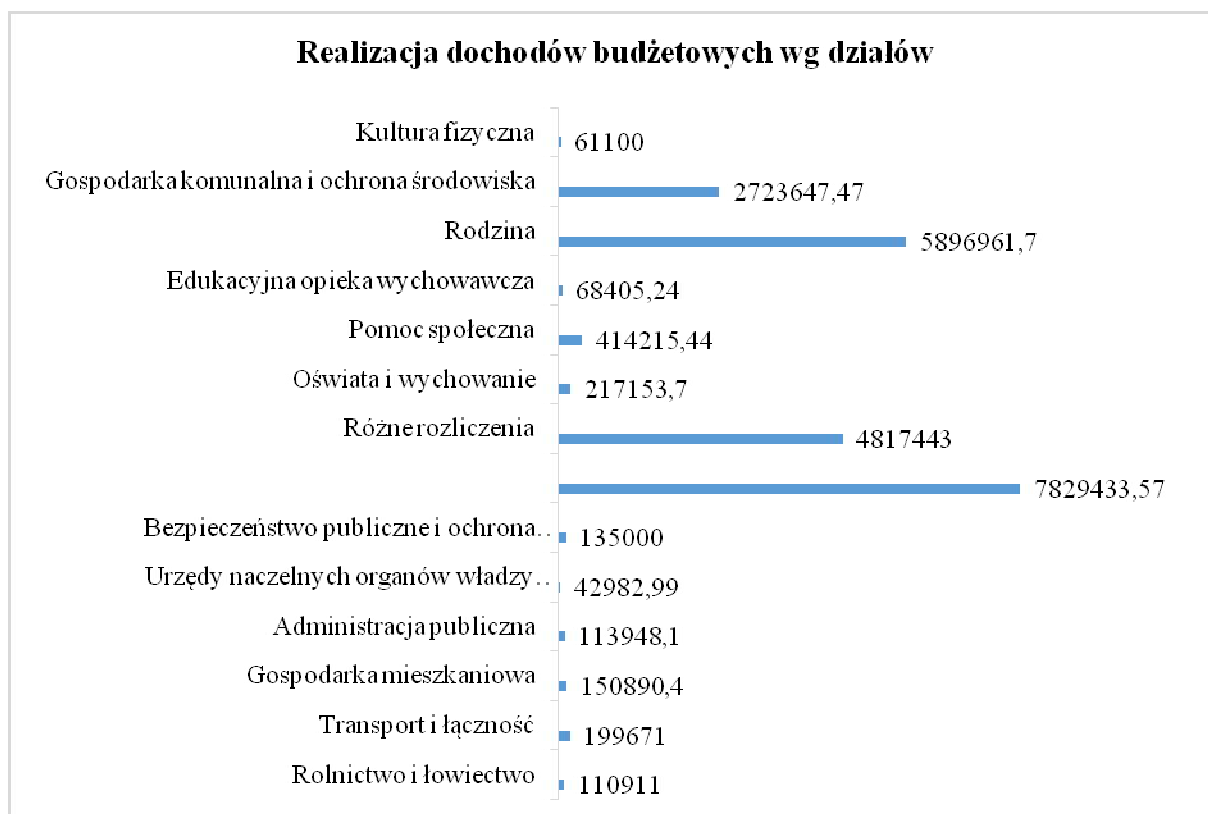 Realizacja dochodów budżetowych wg działów
Kultura fizyczna 61100
Gospodarka komunalna i ochrona środowiska 2723647,47
Rodzina 5896961,7
Edukacyjna opieka wychowawcza 68405,24
Pomoc społeczna 414215,44
Oświata i wychowanie 217153,7
Różne rozliczenia 4817443
7829433,57
Bezpieczeństwo publiczne i ochrona… 135000
Urzędy naczelnych organów władzy… 42982,99
Administracja publiczna 113948,1
Gospodarka mieszkaniowa 150890,4
Transport i łączność 199671
Rolnictwo i łowiectwo 110911